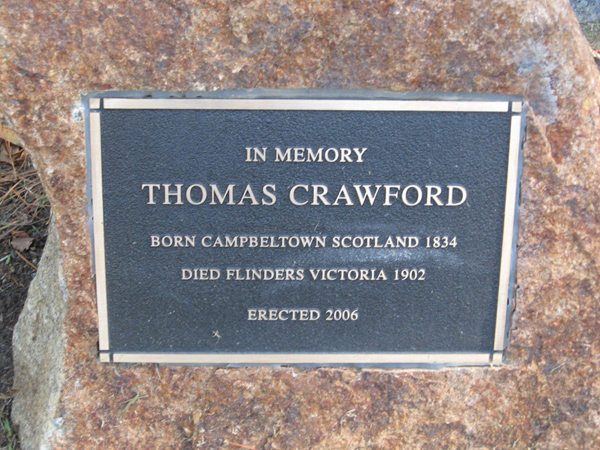 IN MEMORY
THOMAS CRAWFORD
BORN CAMPBELTOWN SCOTLAND 1834
DIED FLINDERS VICTORIA 1902
ERECTED 2006